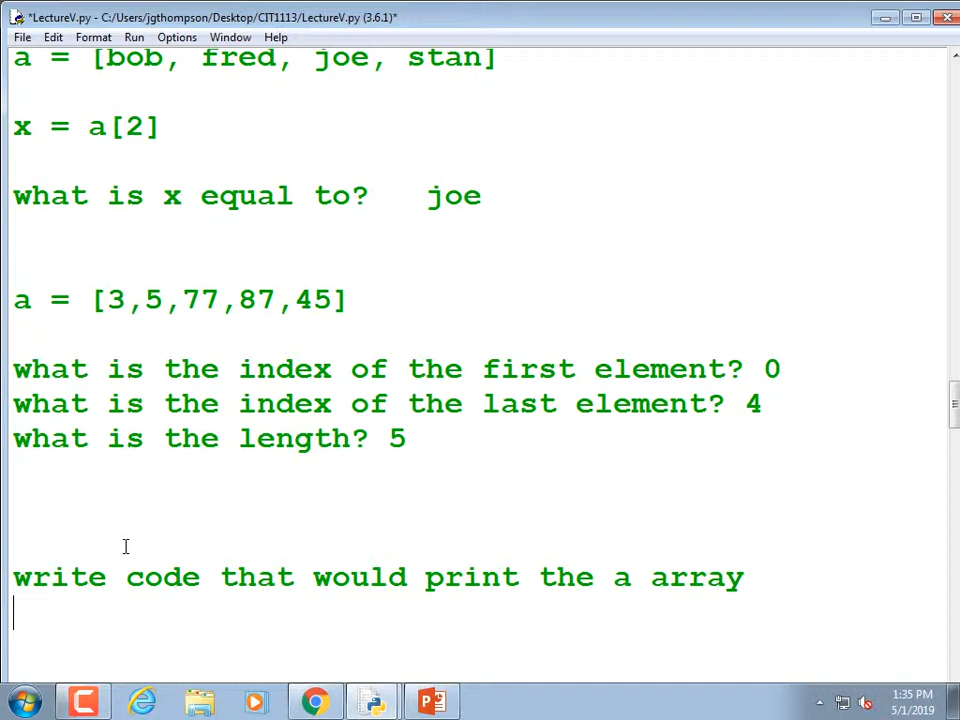 *LectureV.py - C:/Users/jgthompson/Desktop/CIT1113/LectureV.py (3.6.1)*
File Edit Format Run Options Window Help
a = [bob, fred, joe, stan]
x = a[2]
what is x equal to? joe
a = [3,5,77,87,45]
what is the index of the first element? 0
what is the index of the last element? 4
what is the length? 5
write code that would print the a array
1:35 PM
5/1/2019